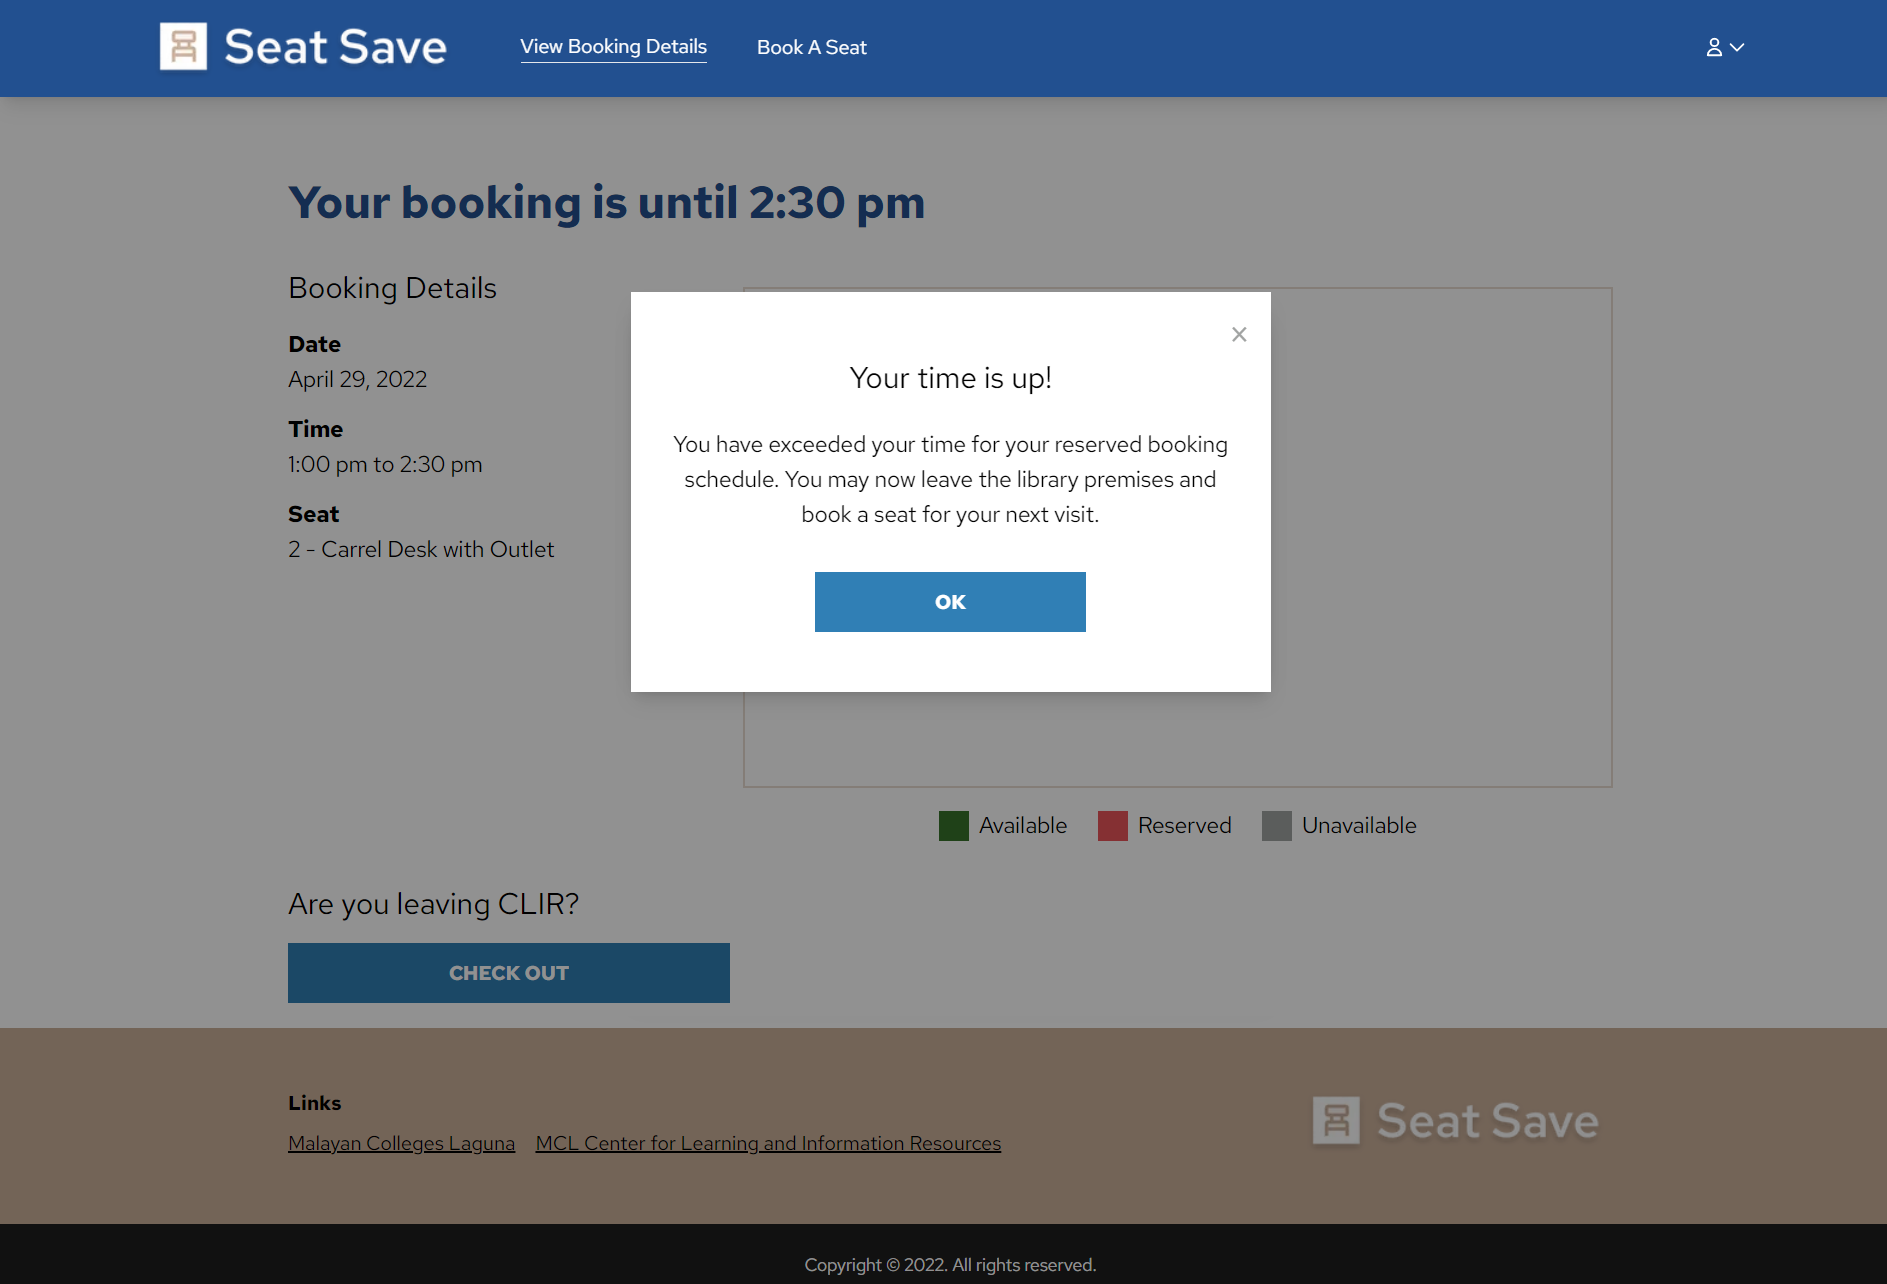 Seat Save
View Booking Details
Book A Seat
Your booking is until 2:30 pm
Booking Details
Date
April 29, 2022
Time
1:00 pm to 2:30 pm
Seat
2 - Carrel Desk with Outlet
Your time is up!
You have exceeded your time for your reserved booking
schedule. You may now leave the library premises and
book a seat for your next visit.
OK
Available
Reserved
Unavailable
Are you leaving CLIR?
CHECK OUT
Links
Malayan Colleges Laguna
MCL Center for Learning and Information Resources
Seat Save
Copyright © 2022. All rights reserved.